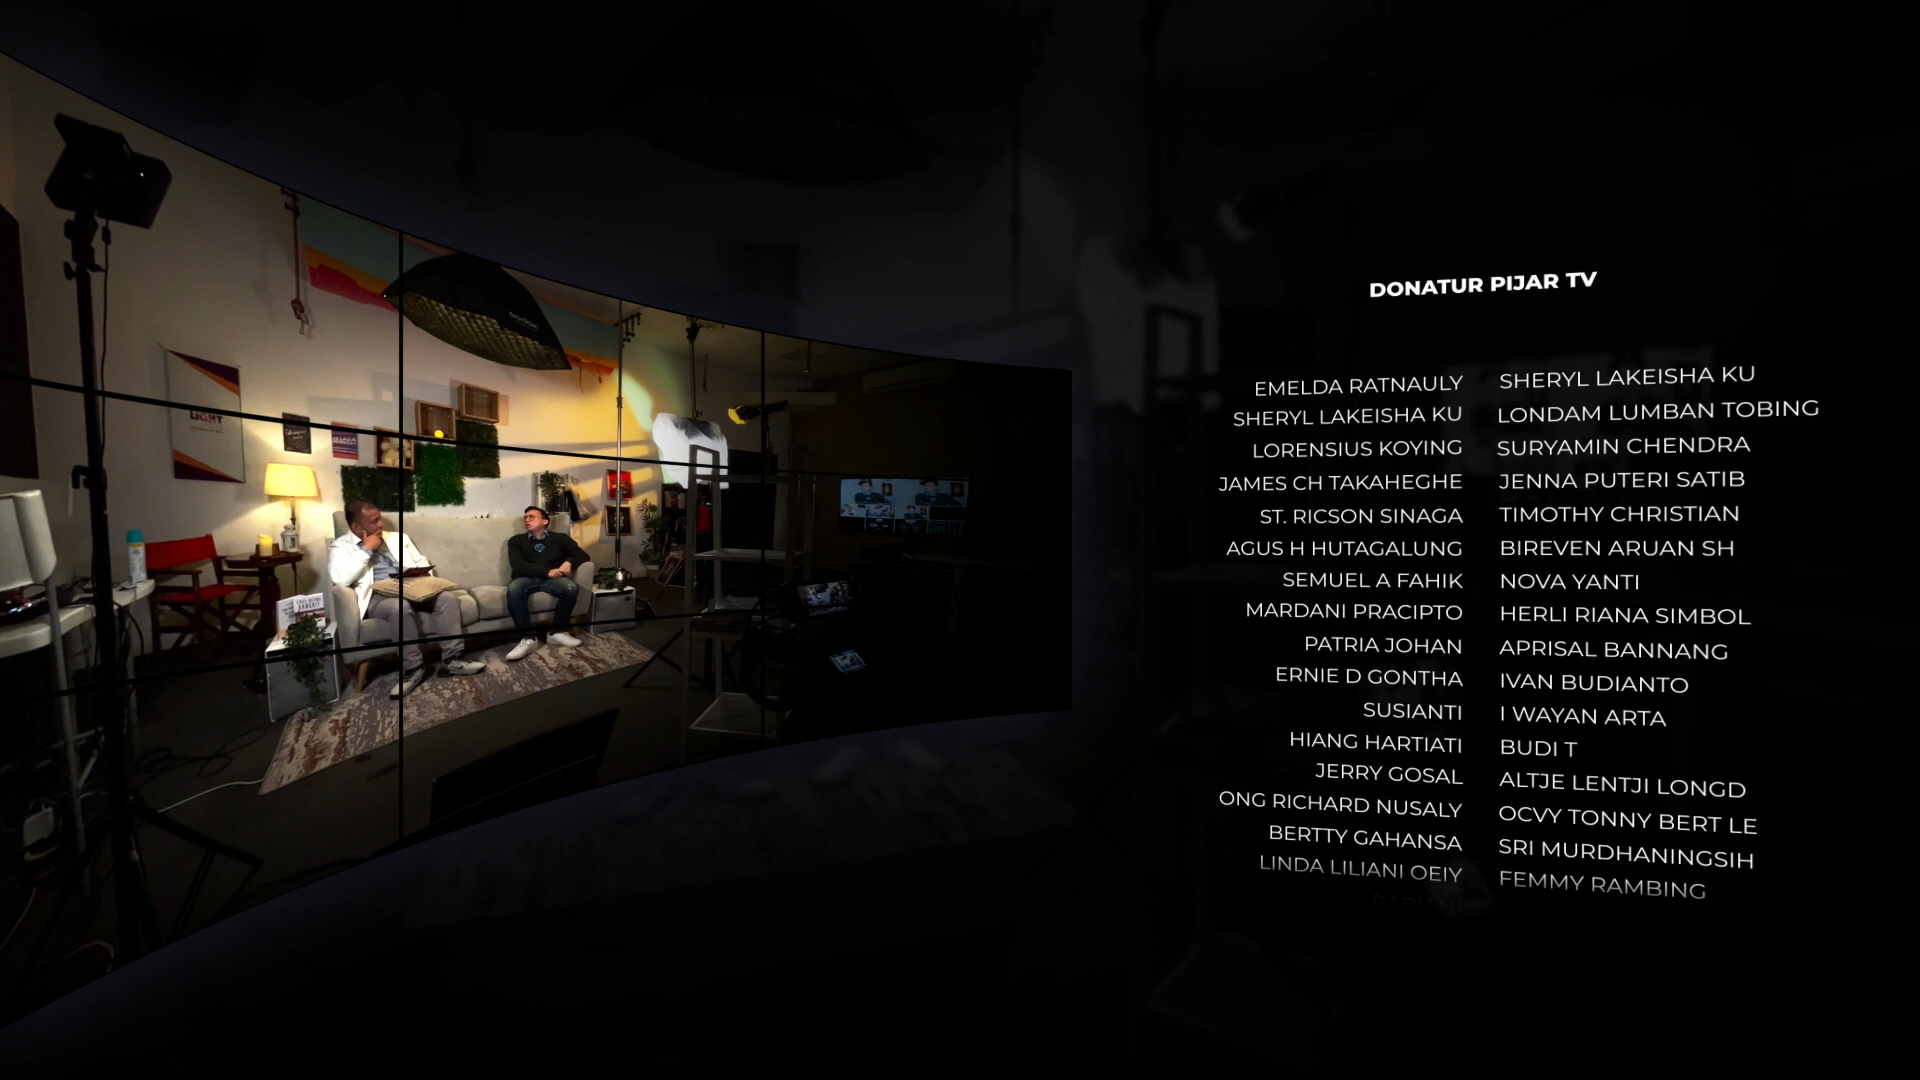 DONATUR PIJAR TV
EMELDA RATNAULY SHERYL LAKEISHA KU
SHERYL LAKEISHA KU LONDAM LUMBAN TOBING
LORENSIUS KOYING SURYAMIN CHENDRA
JAMES CH TAKAHEGHE JENNA PUTERI SATIB
ST. RICSON SINAGA TIMOTHY CHRISTIAN
AGUS H HUTAGALUNG BIREVEN ARUAN SH
SEMUEL A FAHIK NOVA YANTI
MARDANI PRACIPTO HERLI RIANA SIMBOL
PATRIA JOHAN APRISAL BANNANG
ERNIE D GONTHA IVAN BUDIANTO
SUSIANTI I WAYAN ARTA
HIANG HARTIATI BUDI T
JERRY GOSAL ALTJE LENTJI LONGD
ONG RICHARD NUSALY OCVY TONNY BERT LE
BERTTY GAHANSA SRI MURDHANINGSIH
LINDA LILIANI OEIY FEMMY RAMBING
LIGHT